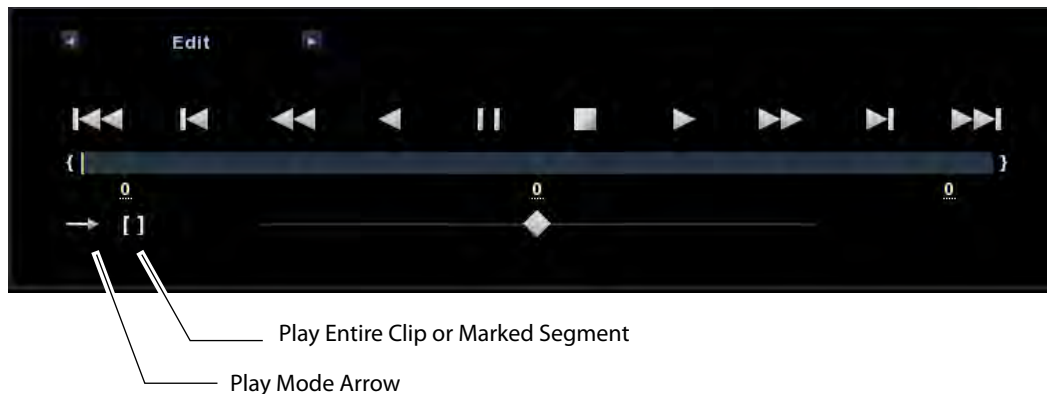 Edit
{ }
0 0 0
[ ]
Play Entire Clip or Marked Segment
Play Mode Arrow